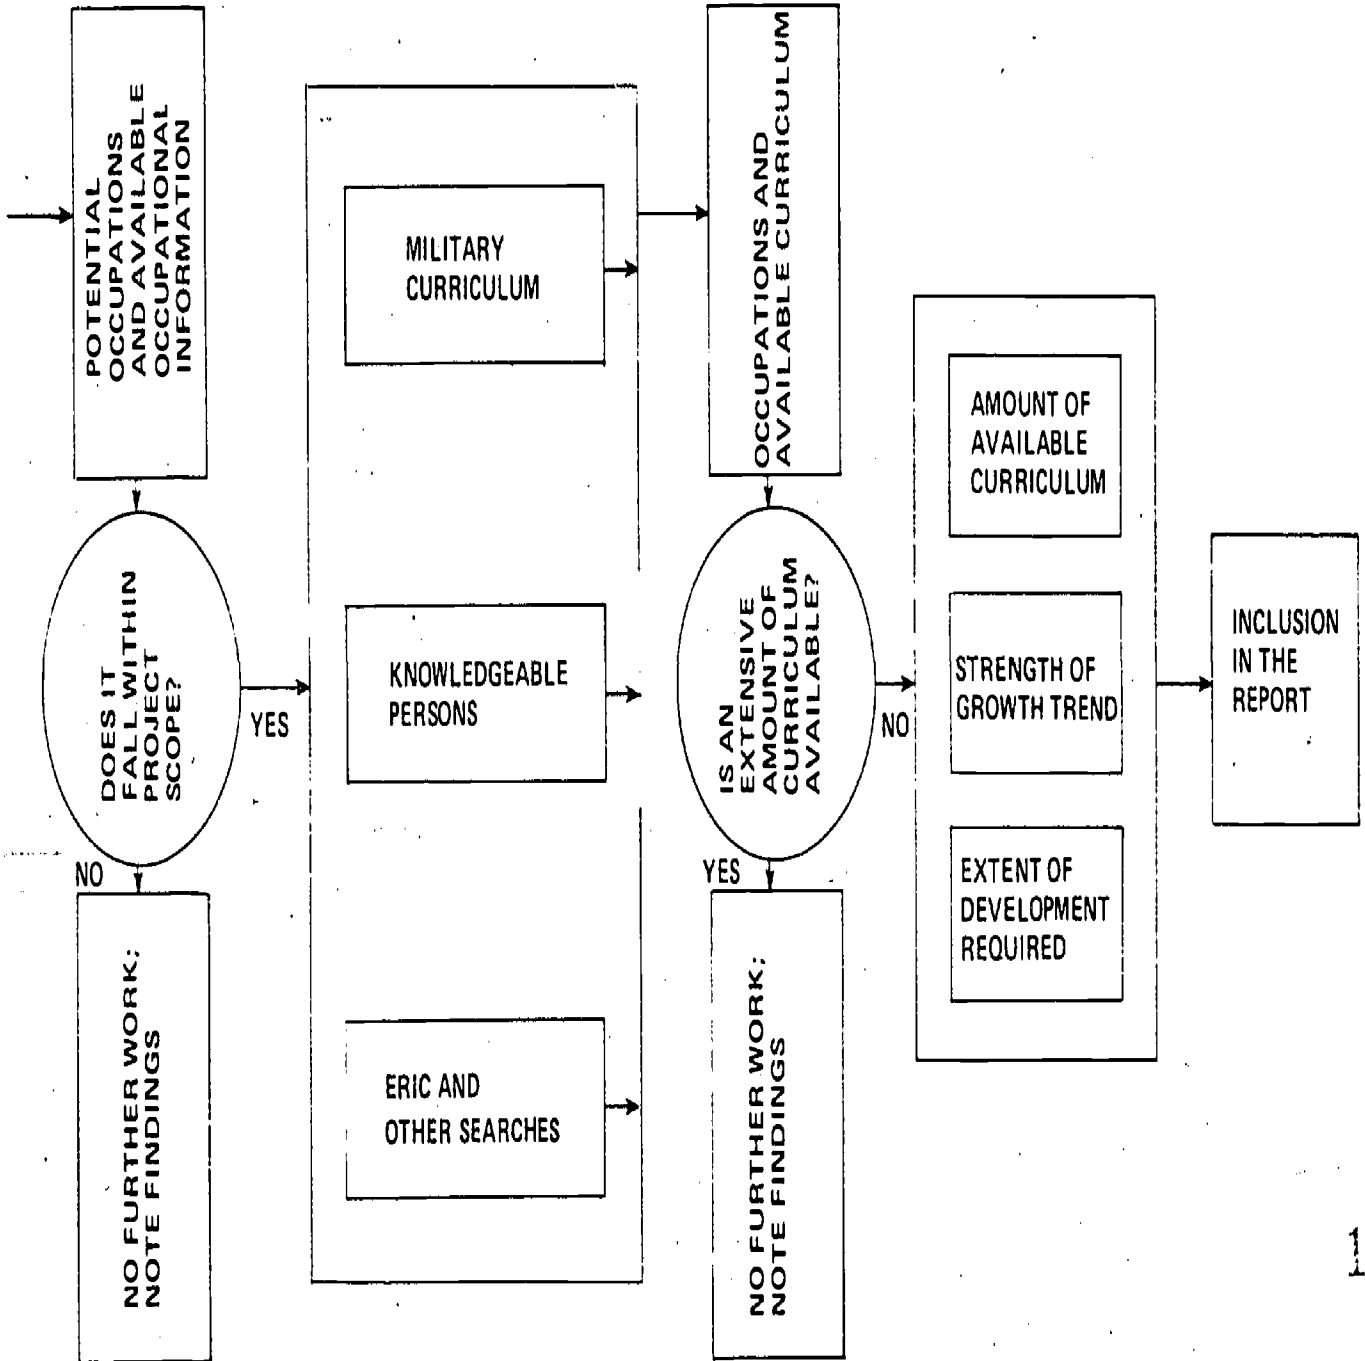 POTENTIAL
OCCUPATIONS
AND AVAILABLE
OCCUPATIONAL
INFORMATION
DOES IT
FALL WITHIN
PROJECT
SCOPE?
YES
NO
NO FURTHER WORK;
NOTE FINDINGS
MILITARY
CURRICULUM
KNOWLEDGEABLE
PERSONS
ERIC AND
OTHER SEARCHES
OCCUPATIONS AND
AVAILABLE CURRICULUM
IS AN
EXTENSIVE
AMOUNT OF
CURRICULUM
AVAILABLE?
NO
YES
NO FURTHER WORK;
NOTE FINDINGS
AMOUNT OF
AVAILABLE
CURRICULUM
STRENGTH OF
GROWTH TREND
EXTENT OF
DEVELOPMENT
REQUIRED
INCLUSION
IN THE
REPORT
1